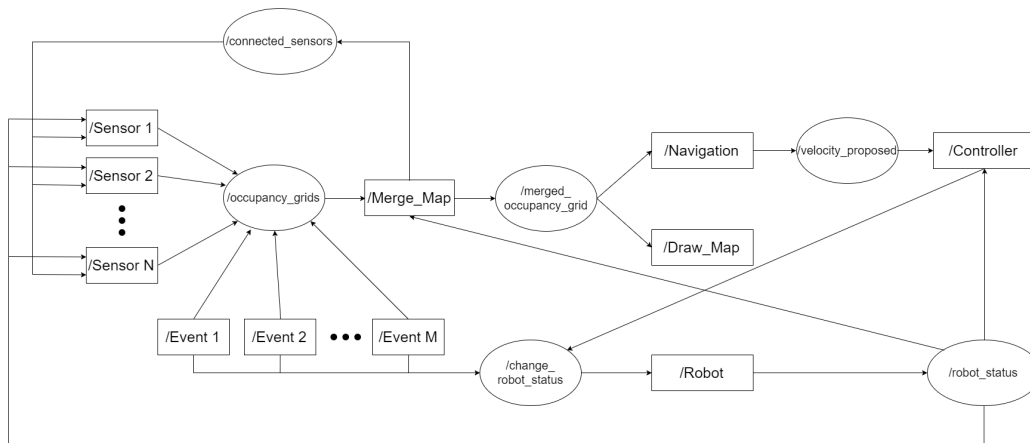 /connected_sensors
/Sensor 1
/Sensor 2
/Sensor N
/occupancy_grids
/Merge_Map
/merged_
occupancy_grid
/Navigation
/velocity_proposed
/Controller
/Draw_Map
/Event 1
/Event 2
/Event M
/change_
robot_status
/Robot
/robot_status